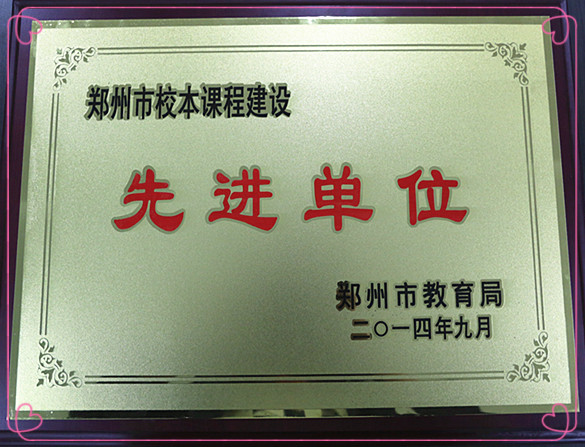 郑州市校本课程建设
先进单位
郑州市教育局
二〇一四年九月